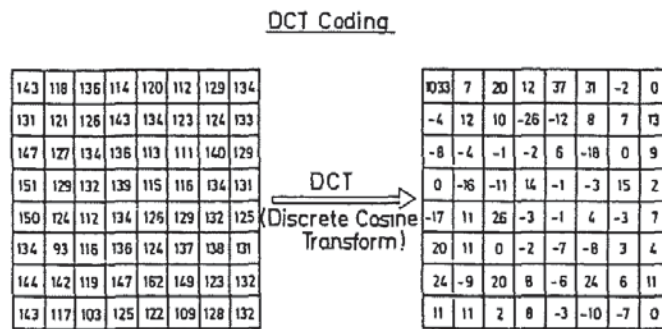 DCT Coding
143 118 136 114 120 112 129 134
131 121 126 143 134 123 124 133
147 127 134 136 113 111 140 129
151 129 132 139 115 116 134 131
150 124 112 134 126 129 132 125
134 93 116 136 124 137 138 131
144 142 119 147 162 149 123 132
143 117 103 125 122 109 128 132
DCT
(Discrete Cosine
Transform)
1033 7 20 12 37 31 -2 0
-4 12 10 -26 -12 8 7 13
-8 -4 -1 -2 6 -18 0 9
0 -16 -11 14 -1 -3 15 2
-17 11 26 -3 -1 4 -3 7
20 11 0 -2 -7 -8 3 4
24 -9 20 8 -6 24 6 11
11 11 2 8 -3 -10 -7 0